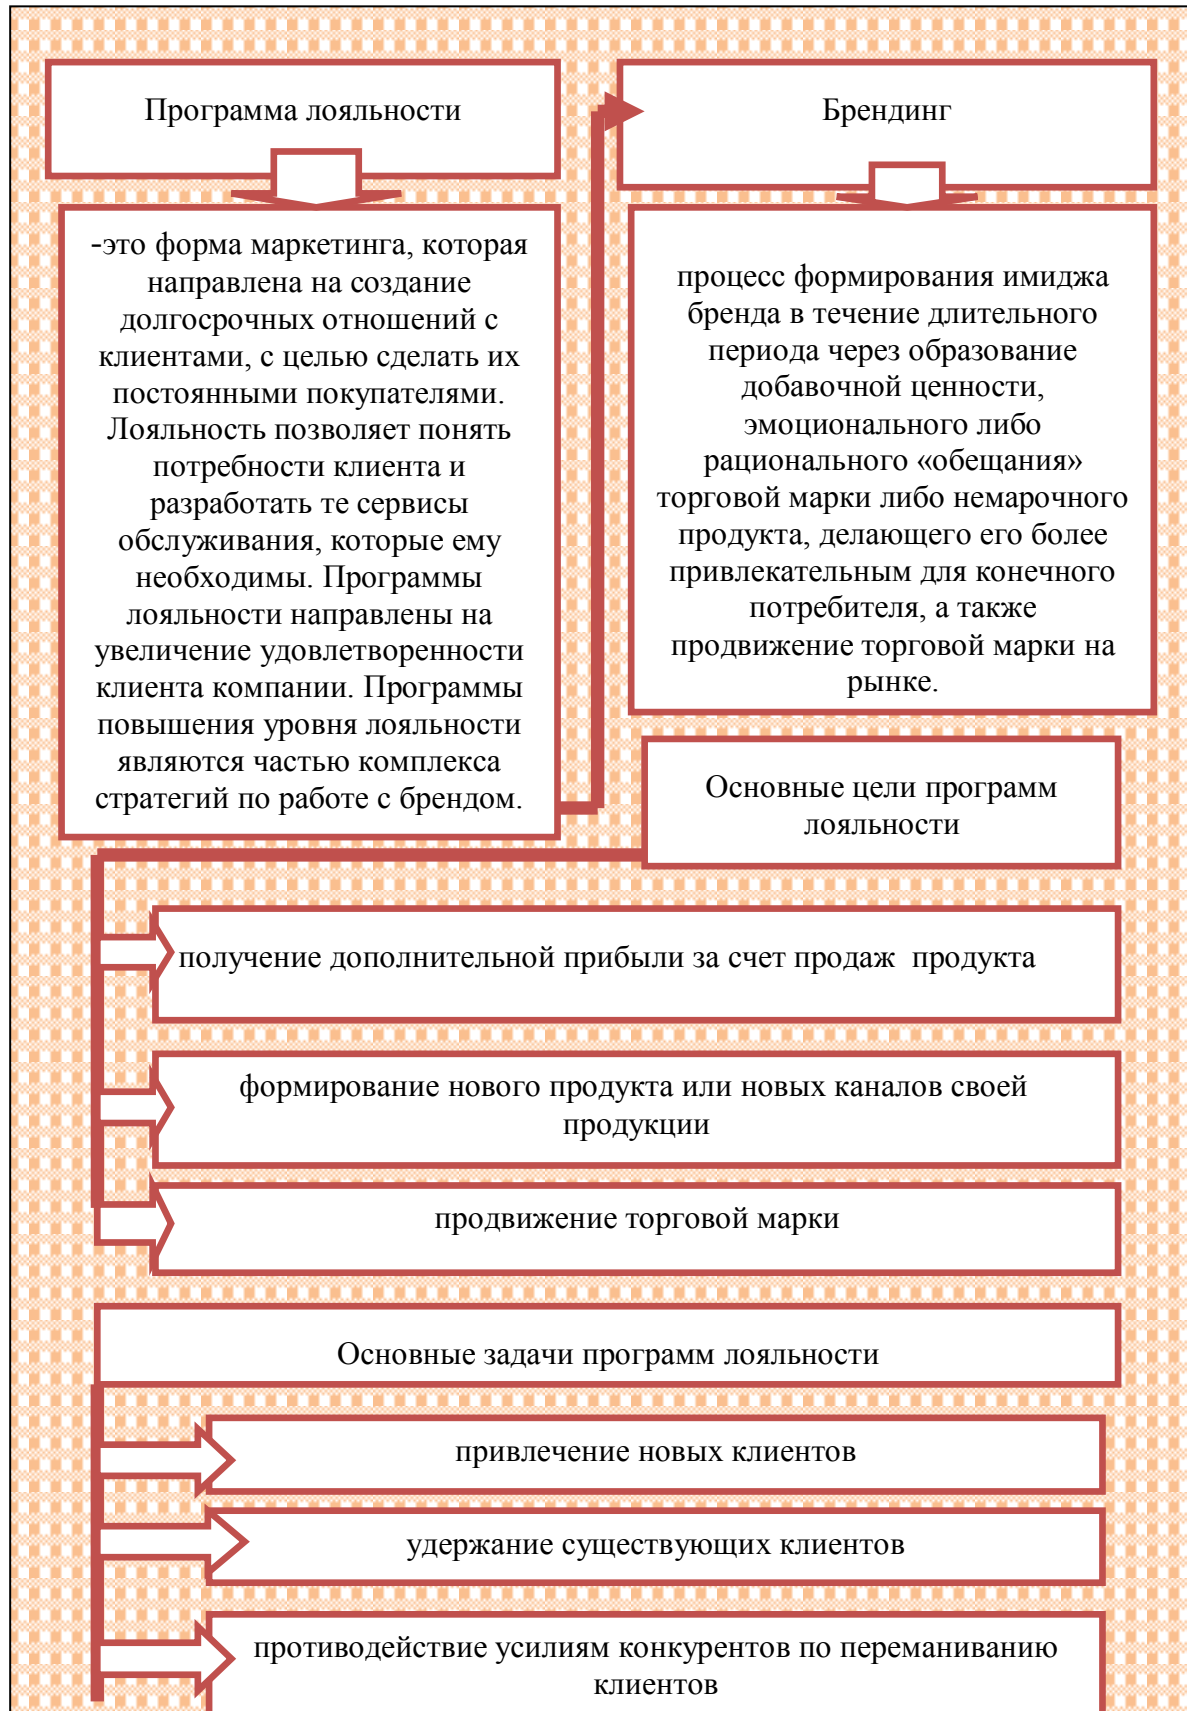 Программа лояльности
-это форма маркетинга, которая
направлена на создание
долгосрочных отношений с
клиентами, с целью сделать их
постоянными покупателями.
Лояльность позволяет понять
потребности клиента и
разработать те сервисы
обслуживания, которые ему
необходимы. Программы
лояльности направлены на
увеличение удовлетворенности
клиента компании. Программы
повышения уровня лояльности
являются частью комплекса
стратегий по работе с брендом.
Брендинг
процесс формирования имиджа
бренда в течение длительного
периода через образование
добавочной ценности,
эмоционального либо
рационального «обещания»
торговой марки либо немарочного
продукта, делающего его более
привлекательным для конечного
потребителя, а также
продвижение торговой марки на
рынке.
Основные цели программ
лояльности
получение дополнительной прибыли за счет продаж  продукта
формирование нового продукта или новых каналов своей
продукции
продвижение торговой марки
Основные задачи программ лояльности
привлечение новых клиентов
удержание существующих клиентов
противодействие усилиям конкурентов по переманиванию
клиентов